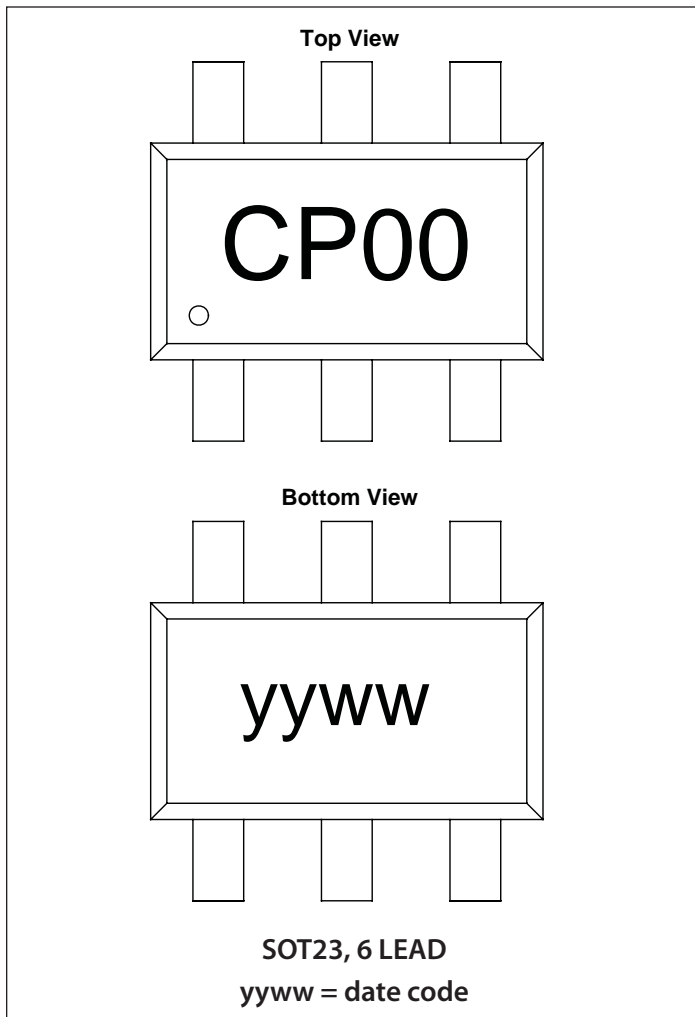 Top View
CP00
Bottom View
yyww
SOT23, 6 LEAD
yyww = date code